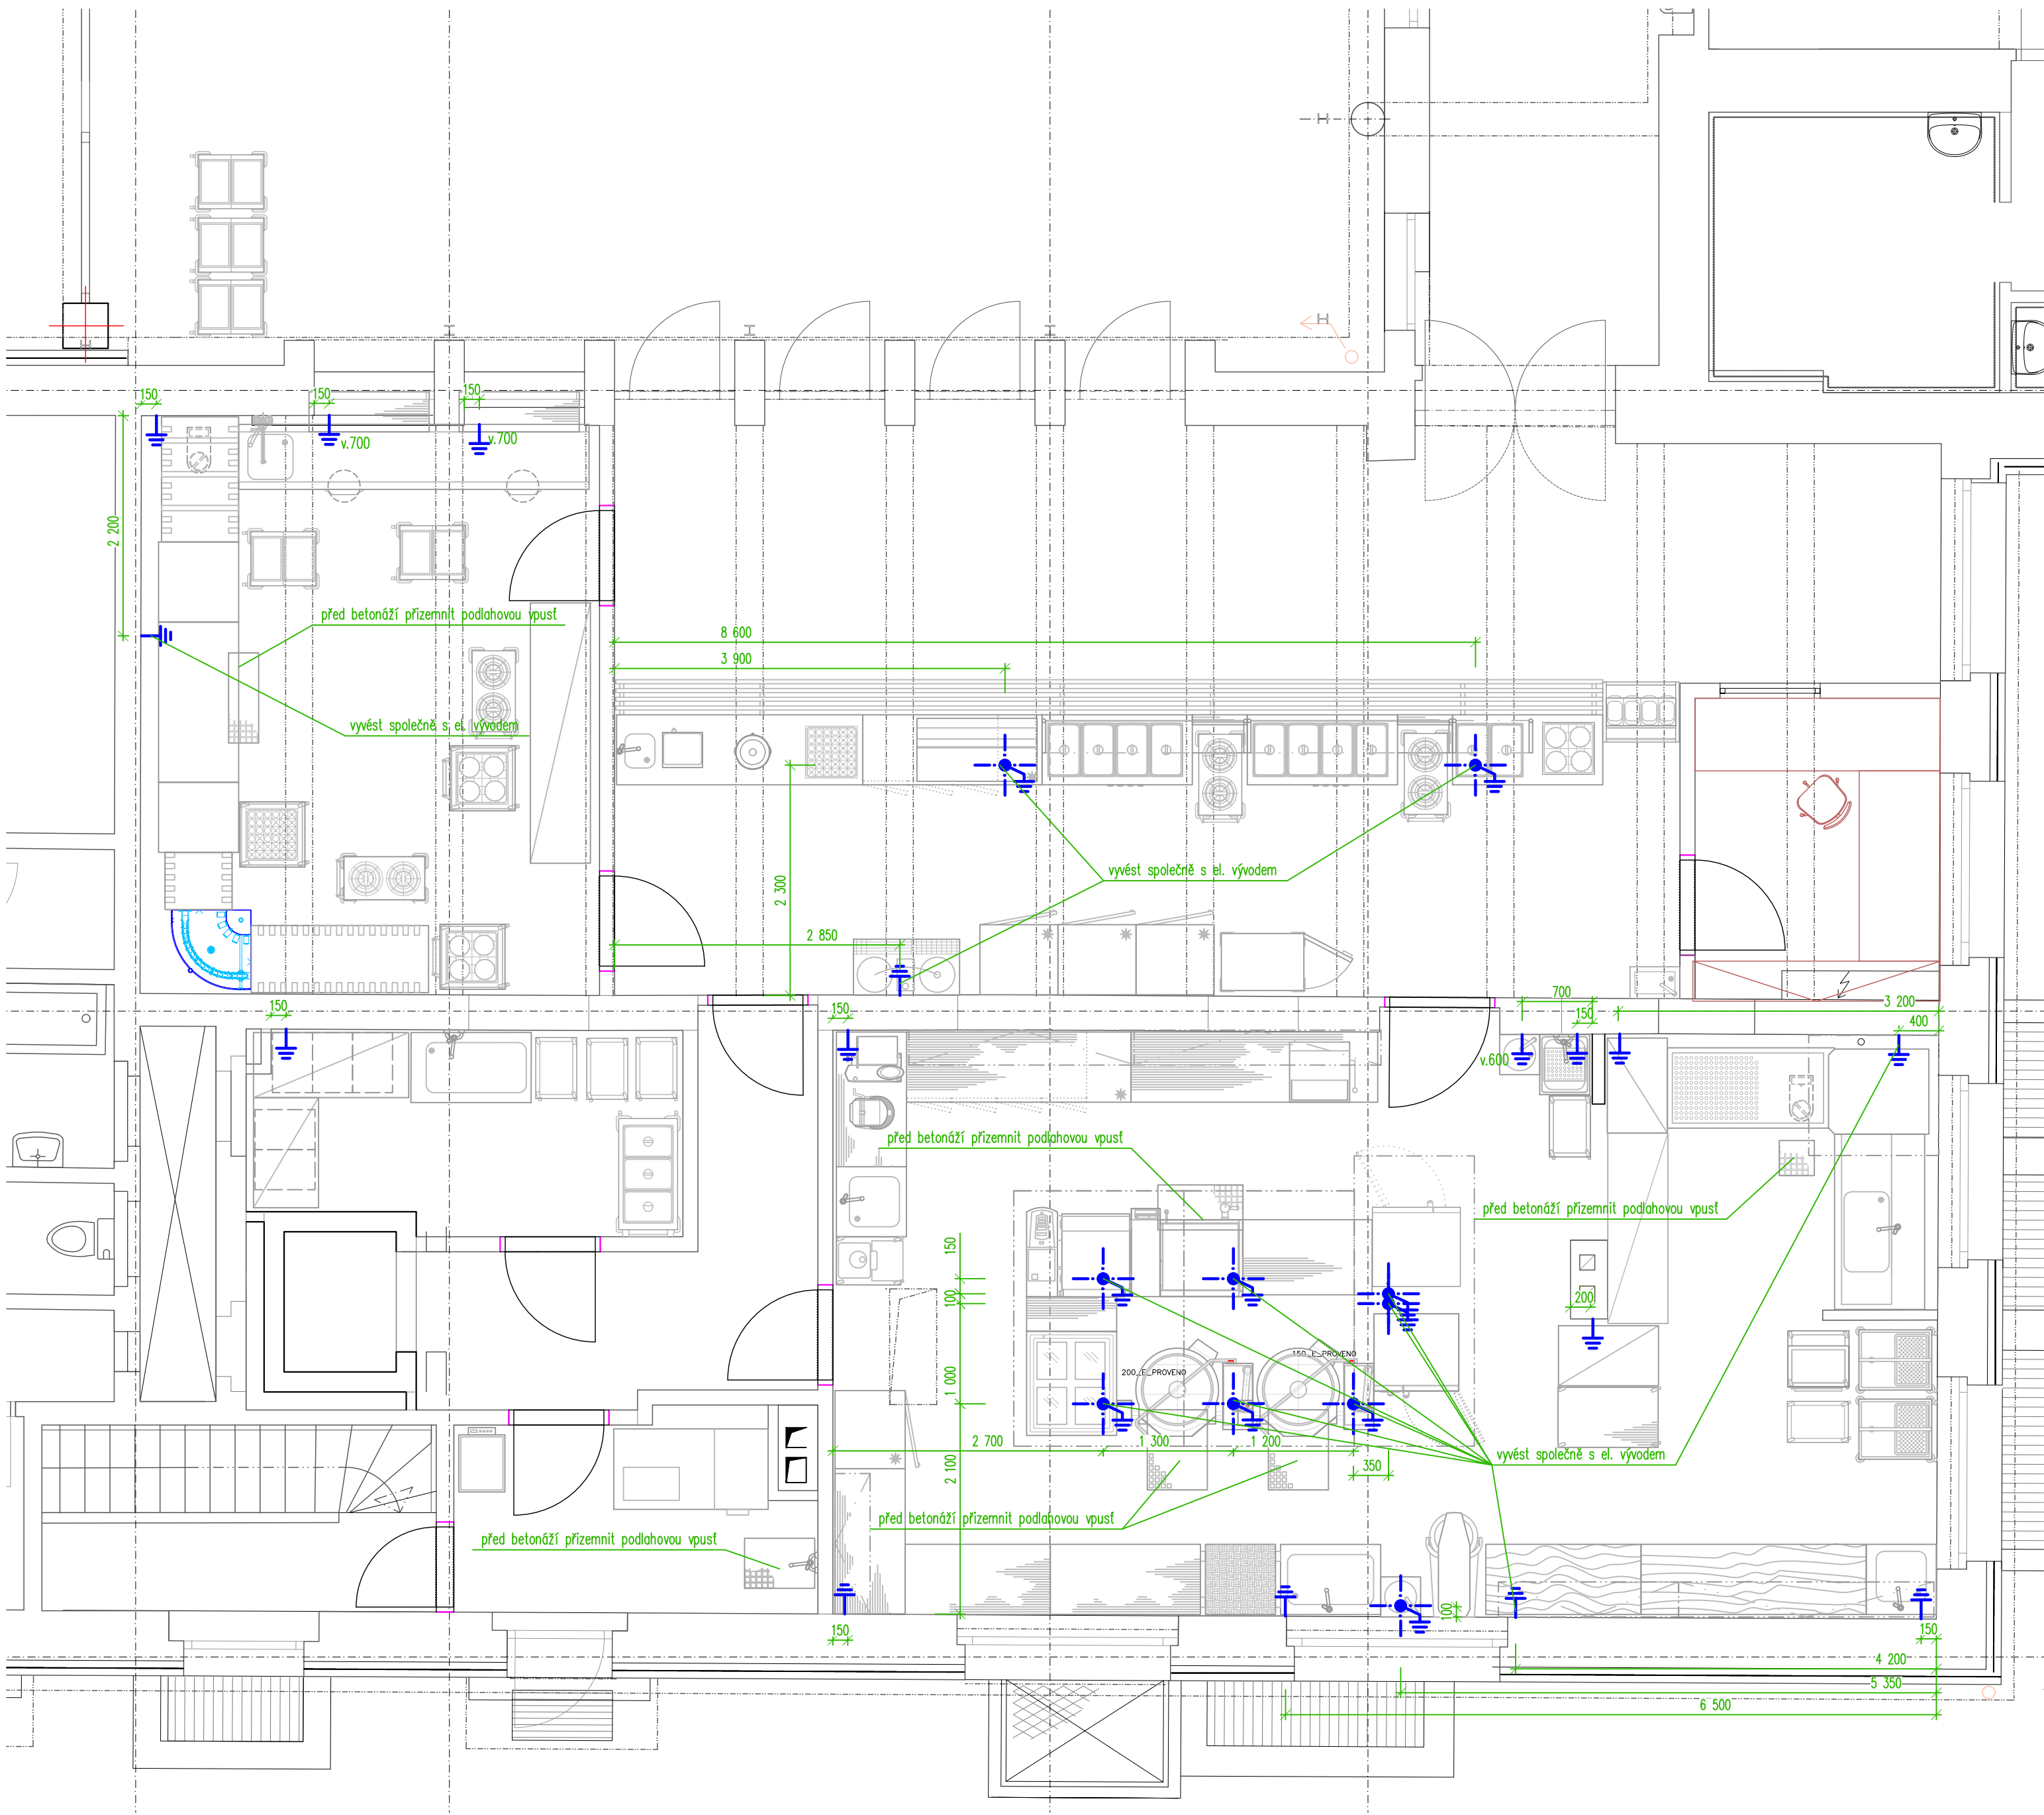 150
150
150
v.700
v.700
2 200
před betonáží přizemnit podlahovou vpusť
8 600
3 900
vyvést společně s el. vývodem
vyvést společně s el. vývodem
2 300
2 850
150
150
700
150
3 200
400
v.600
před betonáží přizemnit podlahovou vpusť
před betonáží přizemnit podlahovou vpusť
150
100
200
1 000
150_E_PROVENO
200_E_PROVENO
2 700
1 300
1 200
350
vyvést společně s el. vývodem
2 100
před betonáží přizemnit podlahovou vpusť
před betonáží přizemnit podlahovou vpusť
100
150
150
4 200
5 350
6 500